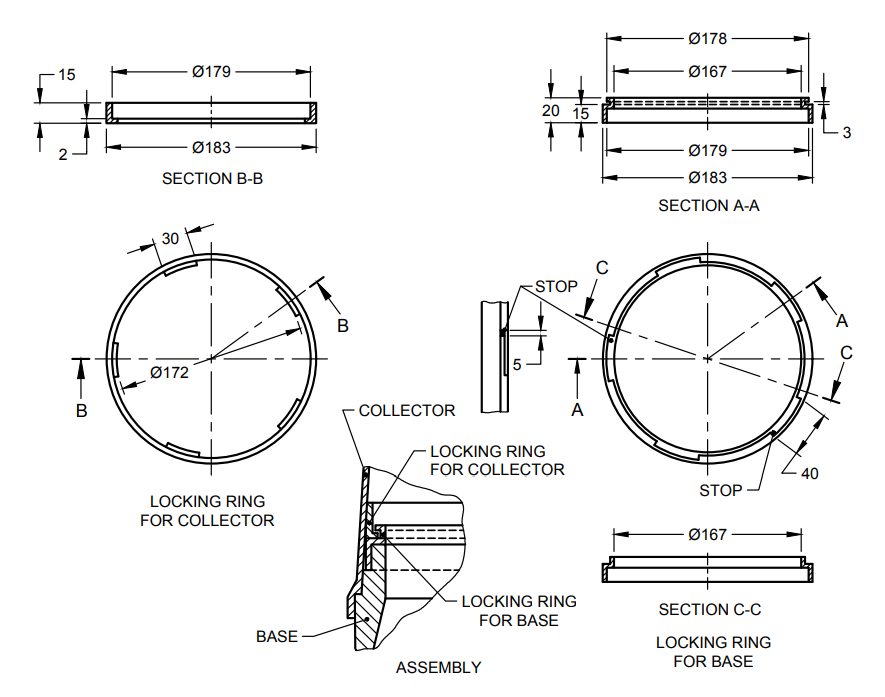 Ø178
Ø179
Ø167
15
20
15
2
3
Ø183
Ø179
SECTION B-B
Ø183
SECTION A-A
30
C
STOP
B
A
C
5
Ø172
B
A
COLLECTOR
LOCKING RING
FOR COLLECTOR
40
STOP
LOCKING RING
FOR COLLECTOR
Ø167
LOCKING RING
FOR BASE
SECTION C-C
BASE
LOCKING RING
FOR BASE
ASSEMBLY